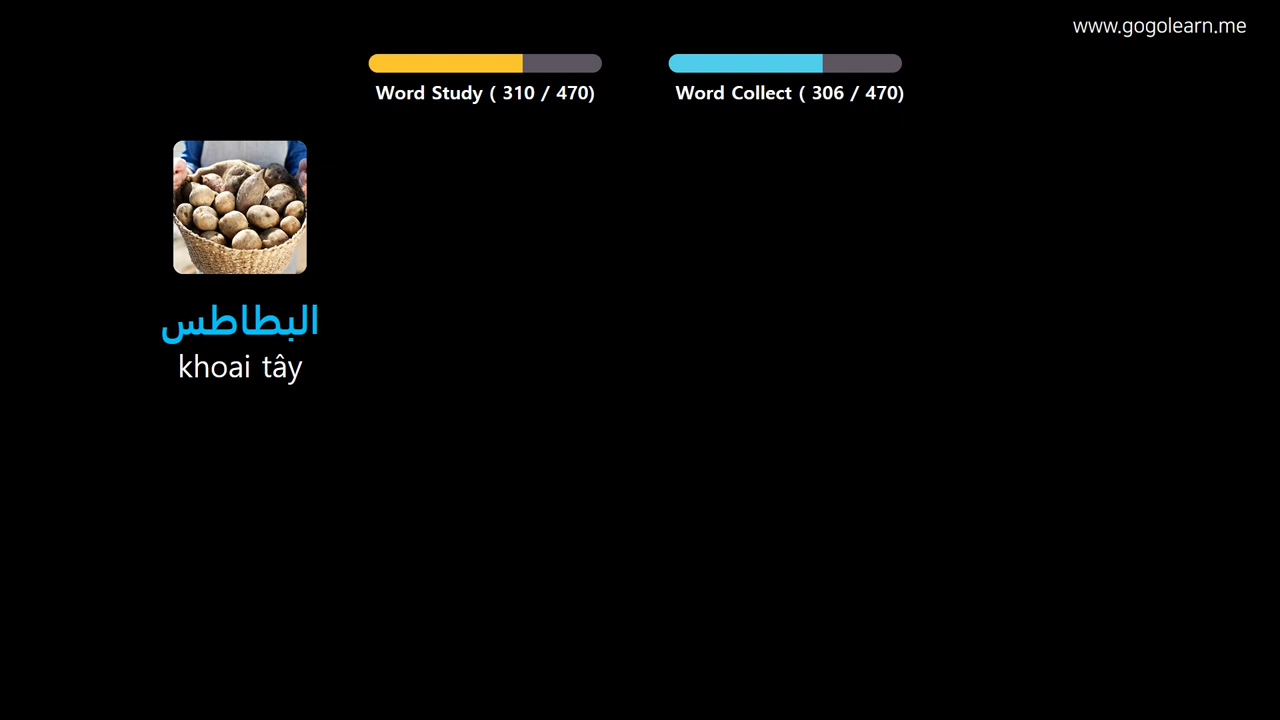 www.gogolearn.me
Word Study ( 310 / 470)
Word Collect ( 306 / 470)
البطاطس
khoai tây